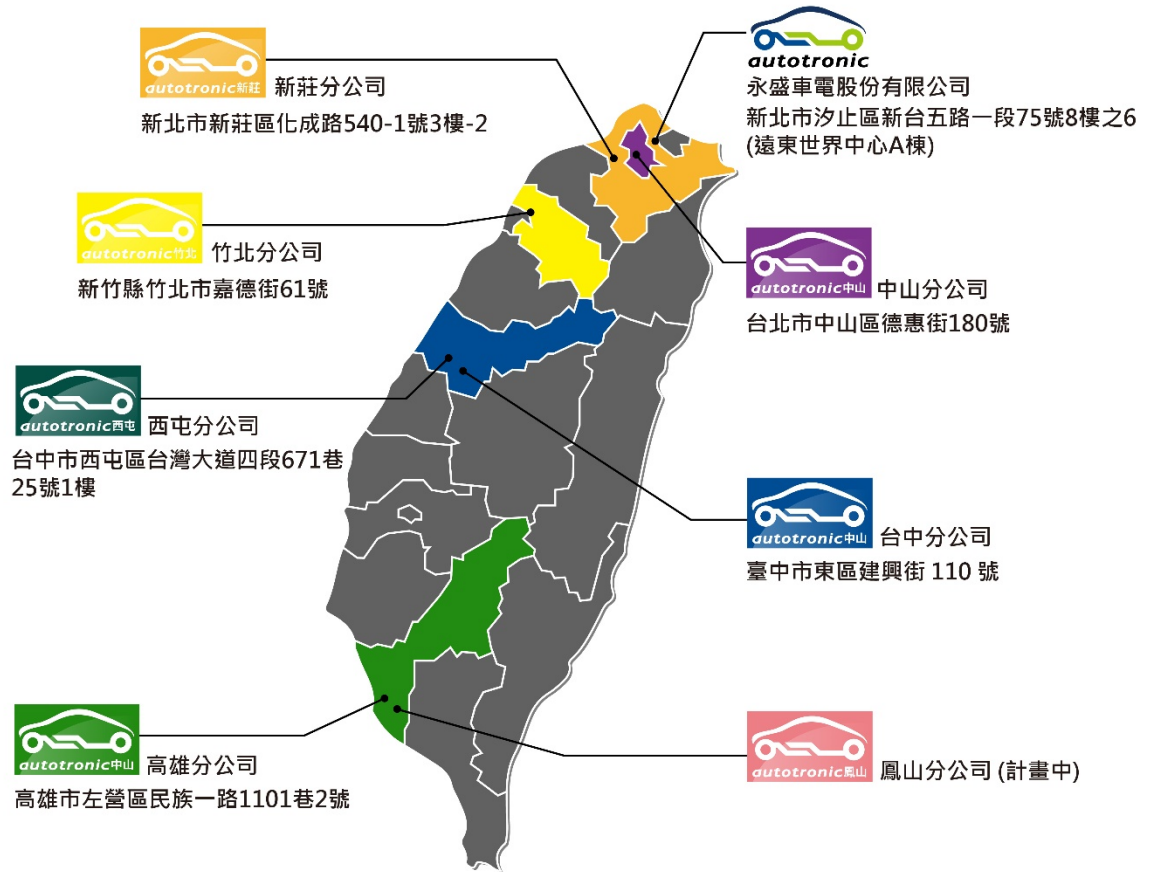 autotronic新莊
新莊分公司
新北市新莊區化成路540-1號3樓-2
autotronic
永盛車電股份有限公司
新北市汐止區新台五路一段75號8樓之6
(遠東世界中心A棟)
autotronic竹北
竹北分公司
新竹縣竹北市嘉德街61號
autotronic中山
中山分公司
台北市中山區德惠街180號
autotronic西屯
西屯分公司
台中市西屯區台灣大道四段671巷
25號1樓
autotronic中山
台中分公司
臺中市東區建興街 110 號
autotronic中山
高雄分公司
高雄市左營區民族一路1101巷2號
autotronic鳳山
鳳山分公司 (計畫中)